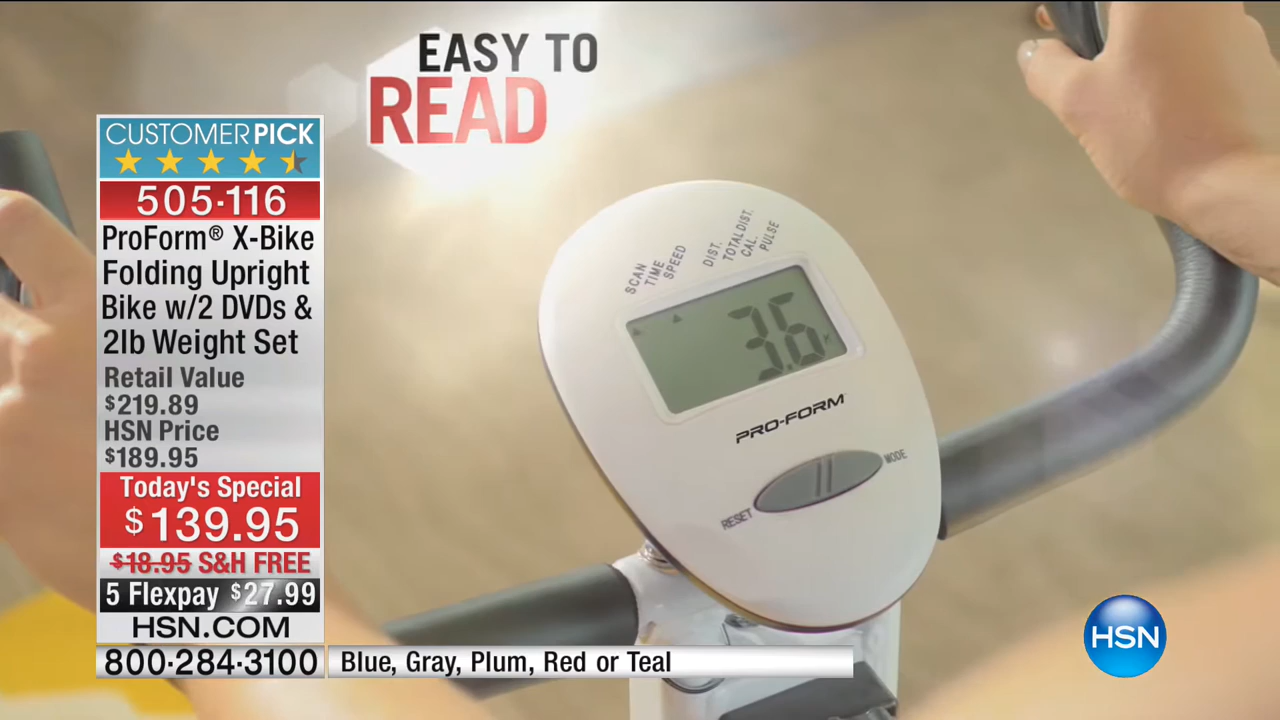 EASY TO
READ
CUSTOMERPICK
505-116
ProForm® X-Bike
Folding Upright
Bike w/2 DVDs &
2lb Weight Set
Retail Value
$219.89
HSN Price
$189.95
Today's Special
$139.95
$18.95 S&H FREE
5 Flexpay $27.99
HSN.COM
800-284-3100
Blue, Gray, Plum, Red or Teal
SCAN
TIME
SPEED
DIST.
TOTAL DIST.
CAL.
PULSE
3.6
PRO-FORM
RESET
MODE
HSN